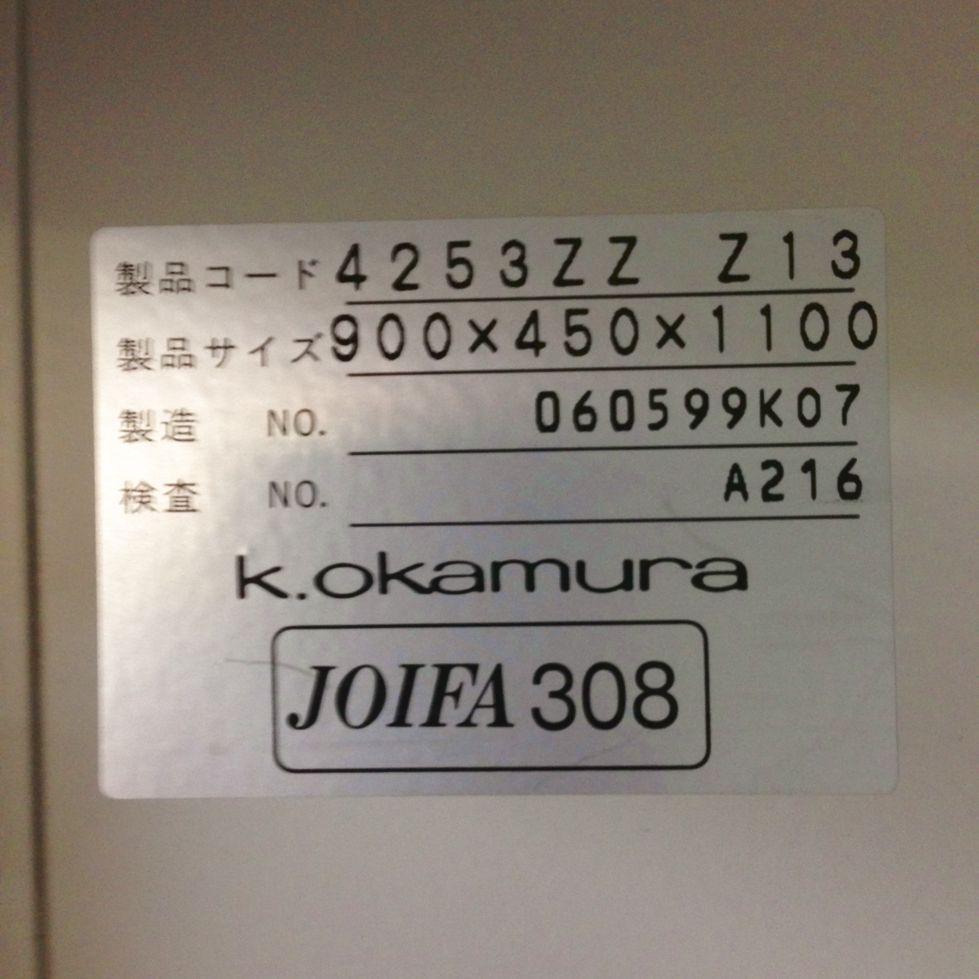 製品コード 4253ZZ Z13
製品サイズ 900×450×1100
製造 NO. 060599K07
検査 NO. A216
k.okamura
JOIFA 308